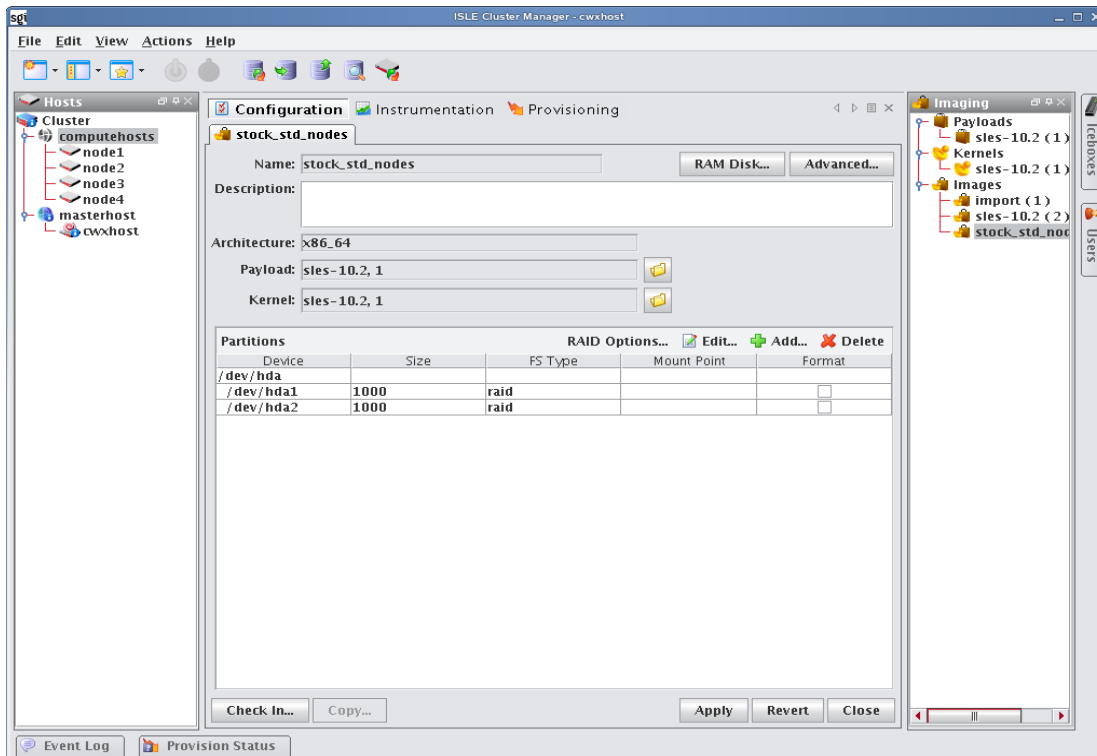 sgi
ISLE Cluster Manager - cwxhost
File Edit View Actions Help
Hosts
Cluster
computehosts
node1
node2
node3
node4
masterhost
cwxhost
Configuration Instrumentation Provisioning
stock_std_nodes
Name: stock_std_nodes RAM Disk... Advanced...
Description:
Architecture: x86_64
Payload: sles-10.2, 1
Kernel: sles-10.2, 1
Partitions RAID Options... Edit... Add... Delete
Device Size FS Type Mount Point Format
/dev/hda
/dev/hda1 1000 raid
/dev/hda2 1000 raid
Check In... Copy... Apply Revert Close
Imaging
Payloads
sles-10.2 (1)
Kernels
sles-10.2 (1)
Images
import (1)
sles-10.2 (2)
stock_std_noc
Iceboxes
Users
Event Log Provision Status